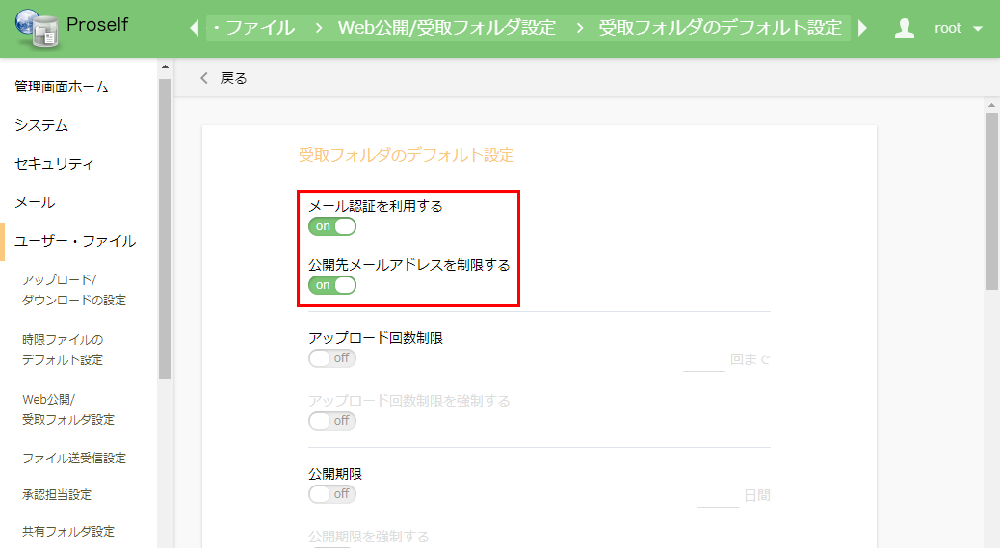 Proself
・ファイル > Web公開/受取フォルダ設定 > 受取フォルダのデフォルト設定
root
管理画面ホーム
システム
セキュリティ
メール
ユーザー・ファイル
アップロード/
ダウンロードの設定
時限ファイルの
デフォルト設定
Web公開/
受取フォルダ設定
ファイル送受信設定
承認担当設定
共有フォルダ設定
戻る
受取フォルダのデフォルト設定
メール認証を利用する
on
公開先メールアドレスを制限する
on
アップロード回数制限
off
回まで
アップロード回数制限を強制する
off
公開期限
off
日間
公開期限を強制する